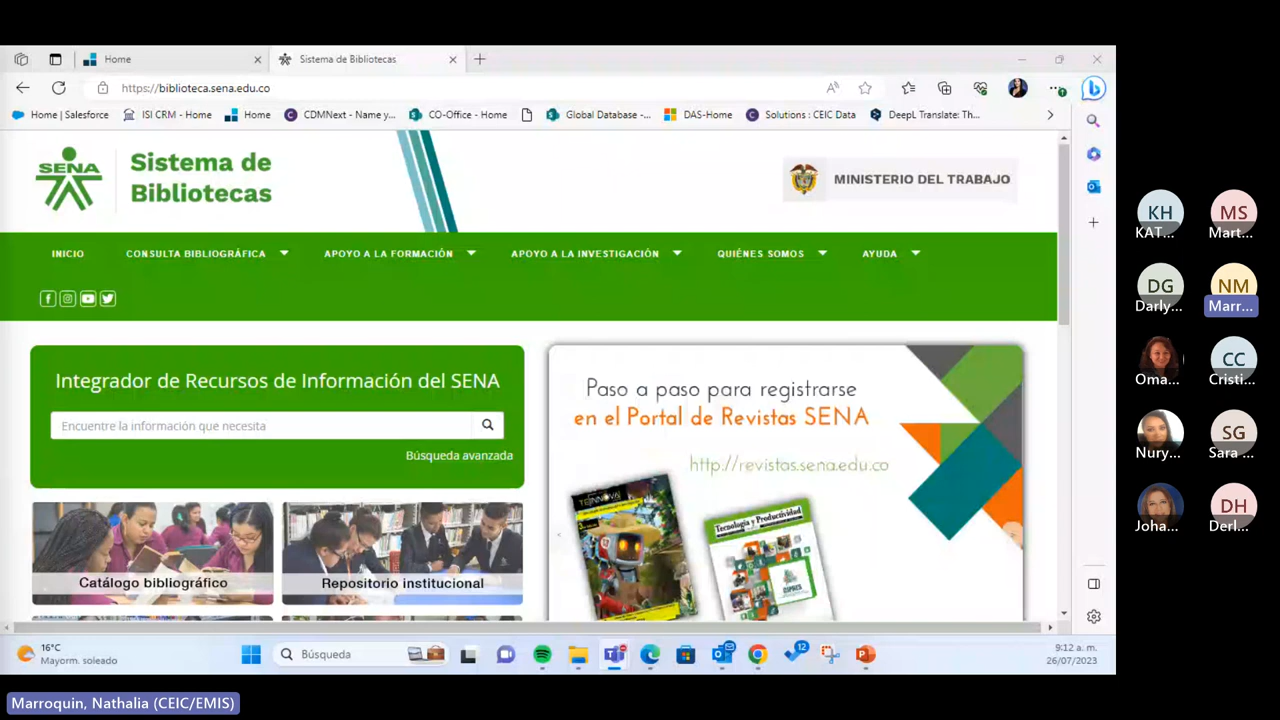 Home
Sistema de Bibliotecas
https://biblioteca.sena.edu.co
Home | Salesforce
ISI CRM - Home
Home
CDMNext - Name y...
CO-Office - Home
Global Database -...
DAS-Home
Solutions : CEIC Data
DeepL Translate: Th...
SENA
Sistema de
Bibliotecas
MINISTERIO DEL TRABAJO
INICIO
CONSULTA BIBLIOGRÁFICA
APOYO A LA FORMACIÓN
APOYO A LA INVESTIGACIÓN
QUIÉNES SOMOS
AYUDA
Integrador de Recursos de Información del SENA
Encuentre la información que necesita
Búsqueda avanzada
Catálogo bibliográfico
Repositorio institucional
Paso a paso para registrarse
en el Portal de Revistas SENA
http://revistas.sena.edu.co
Tecnología y Productividad
KH
KAT...
MS
Mart...
DG
Darly...
NM
Marr...
Oma...
CC
Cristi...
Nury...
SG
Sara ...
Joha...
DH
Derl...
16°C
Mayorm. soleado
Búsqueda
12
9:12 a. m.
26/07/2023
Marroquin, Nathalia (CEIC/EMIS)